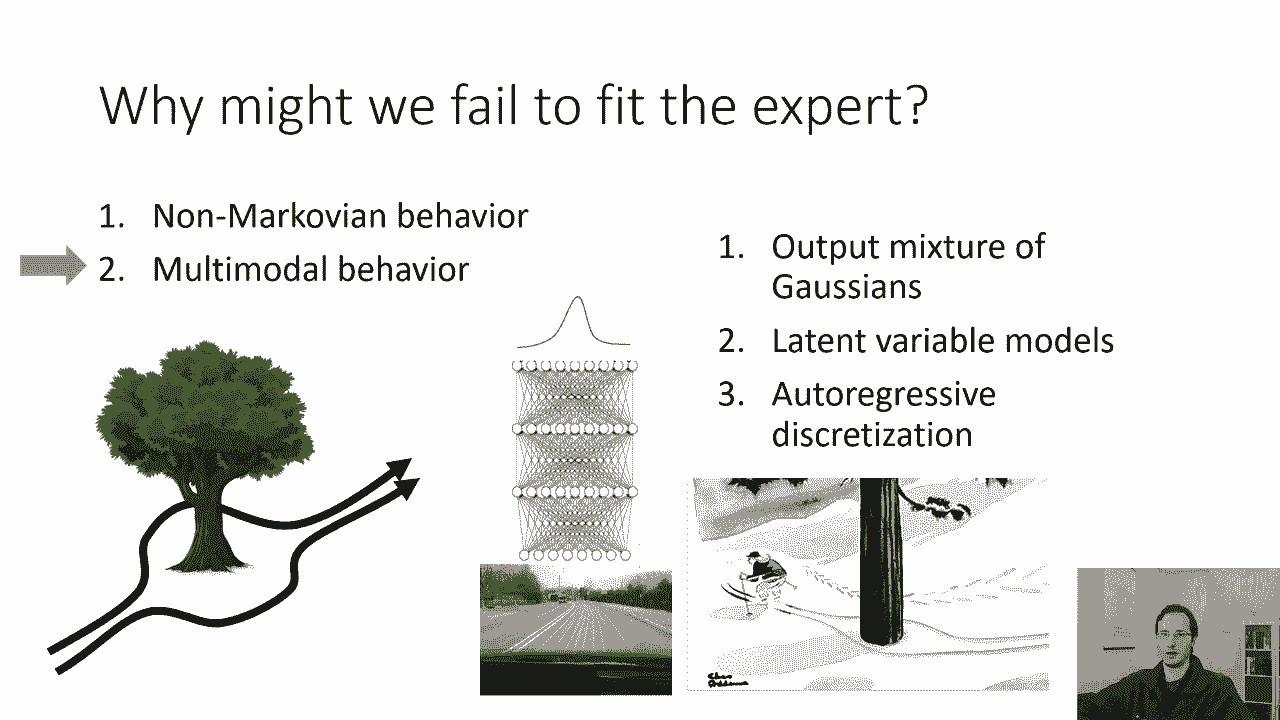 Why might we fail to fit the expert?
1. Non-Markovian behavior
2. Multimodal behavior
1. Output mixture of
Gaussians
2. Latent variable models
3. Autoregressive
discretization